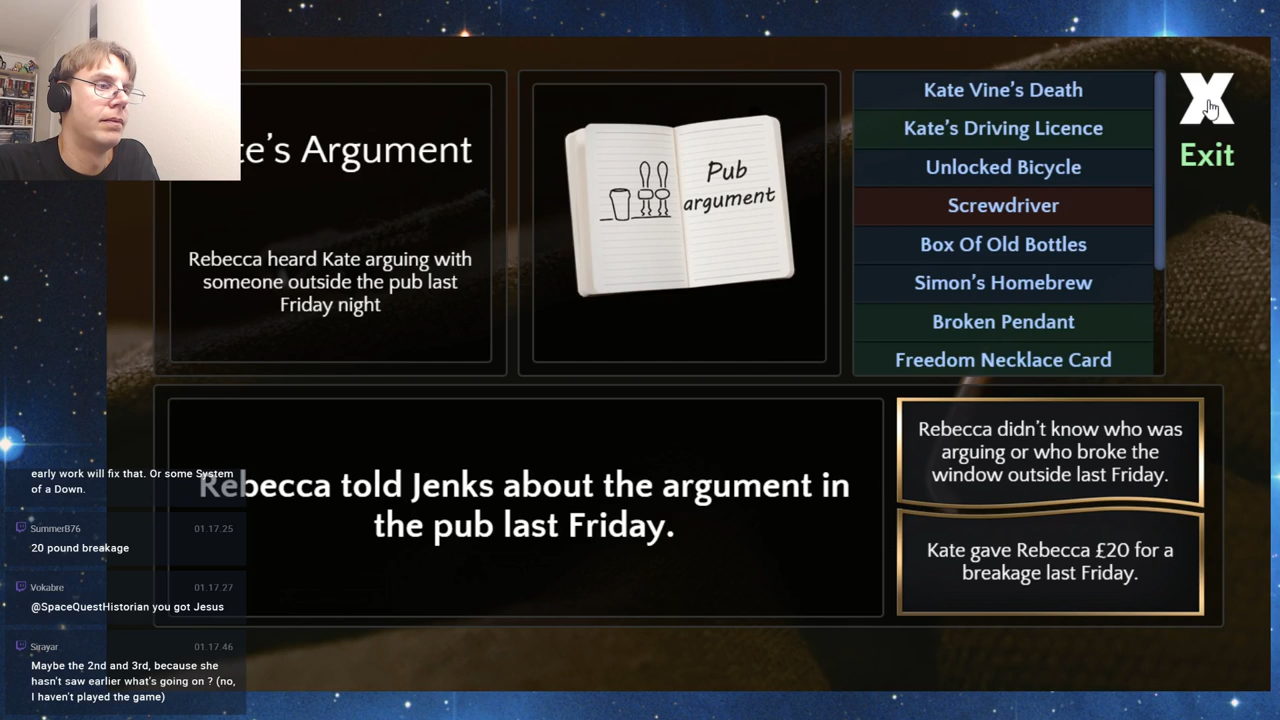 te's Argument
Rebecca heard Kate arguing with
someone outside the pub last
Friday night
Pub
argument
Kate Vine's Death
Kate's Driving Licence
Unlocked Bicycle
Screwdriver
Box Of Old Bottles
Simon's Homebrew
Broken Pendant
Freedom Necklace Card
X
Exit
Rebecca told Jenks about the argument in
the pub last Friday.
Rebecca didn't know who was
arguing or who broke the
window outside last Friday.
Kate gave Rebecca £20 for a
breakage last Friday.
early work will fix that. Or some System
of a Down.
SummerB76 01.17.25
20 pound breakage
Vokabre 01.17.27
@SpaceQuestHistorian you got Jesus
Sirayar 01.17.46
Maybe the 2nd and 3rd, because she
hasn't saw earlier what's going on ? (no,
I haven't played the game)